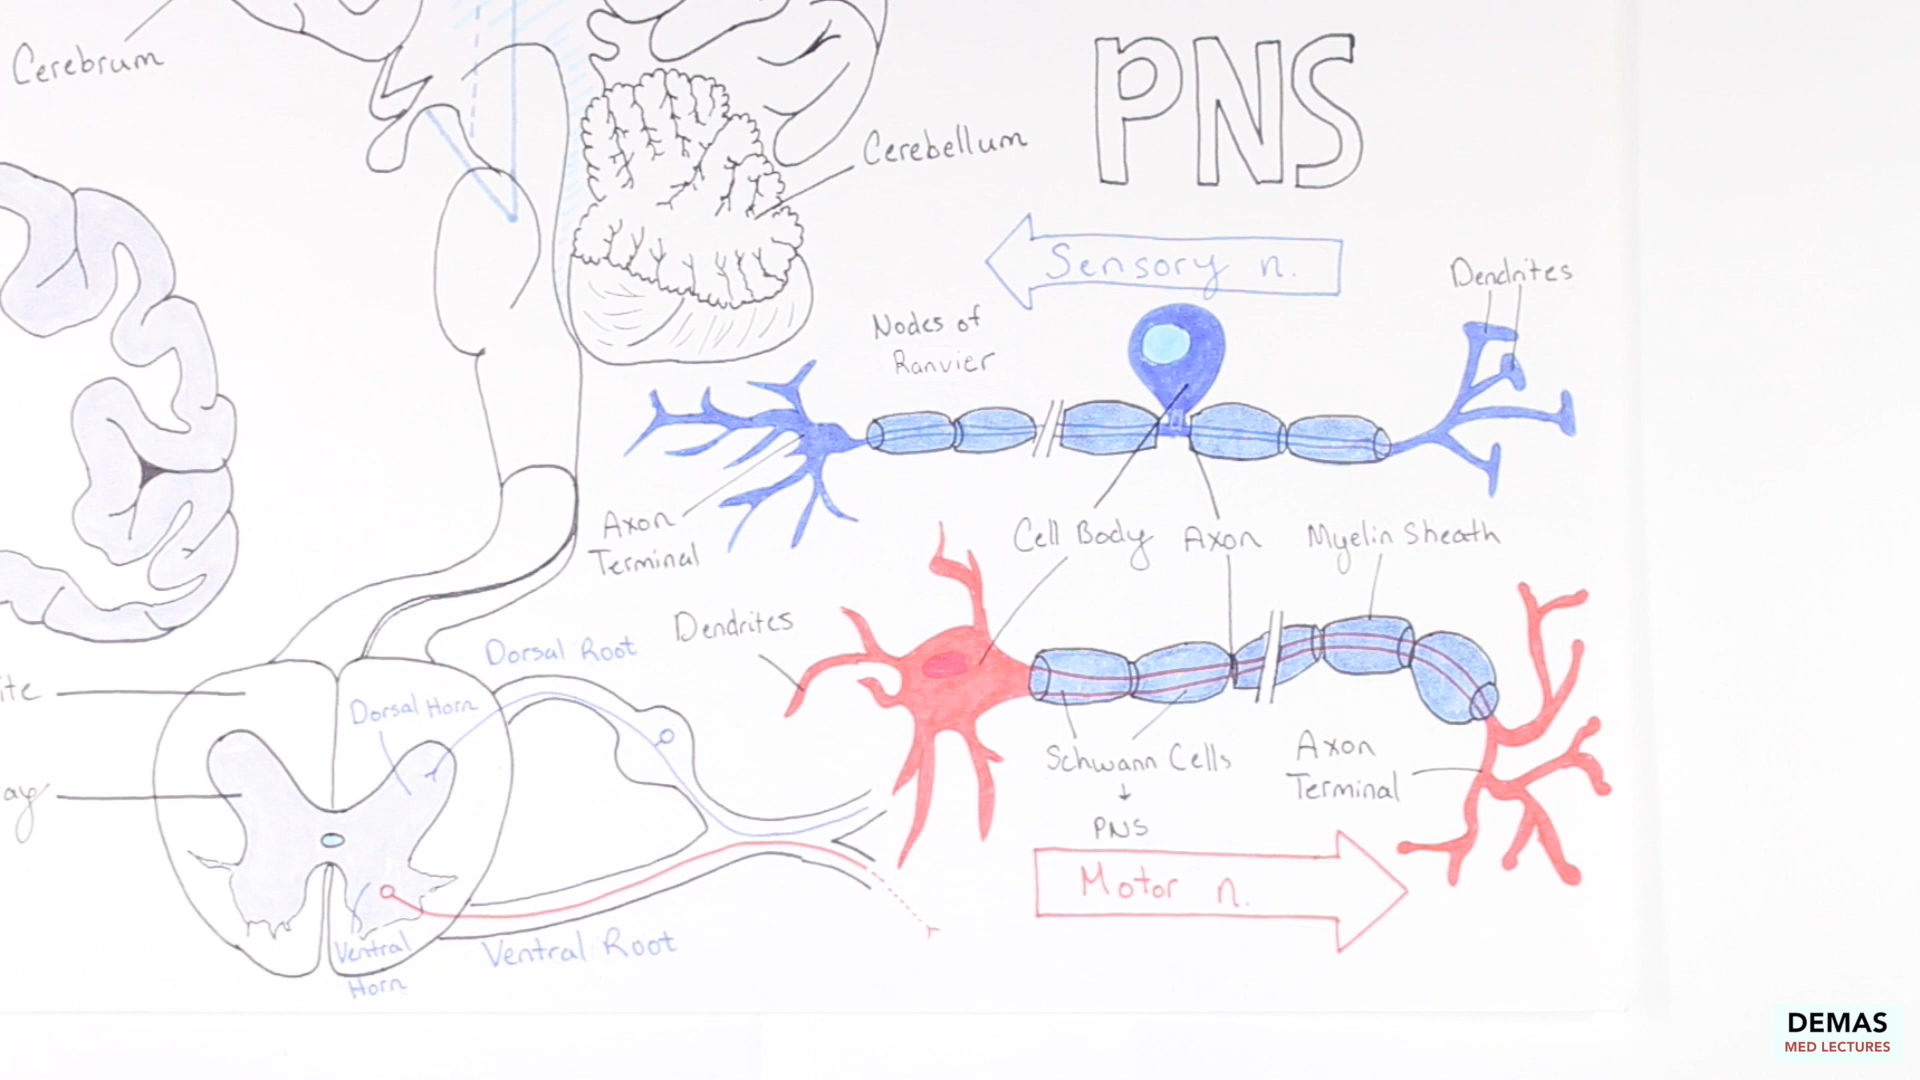 Cerebrum
Cerebellum
PNS
Sensory n.
Dendrites
Nodes of
Ranvier
Axon
Terminal
Cell Body
Axon
Myelin Sheath
Dendrites
Dorsal Root
Dorsal Horn
Schwann Cells
↓
PNS
Axon
Terminal
Motor n.
Ventral
Horn
Ventral Root
DEMAS
MED LECTURES